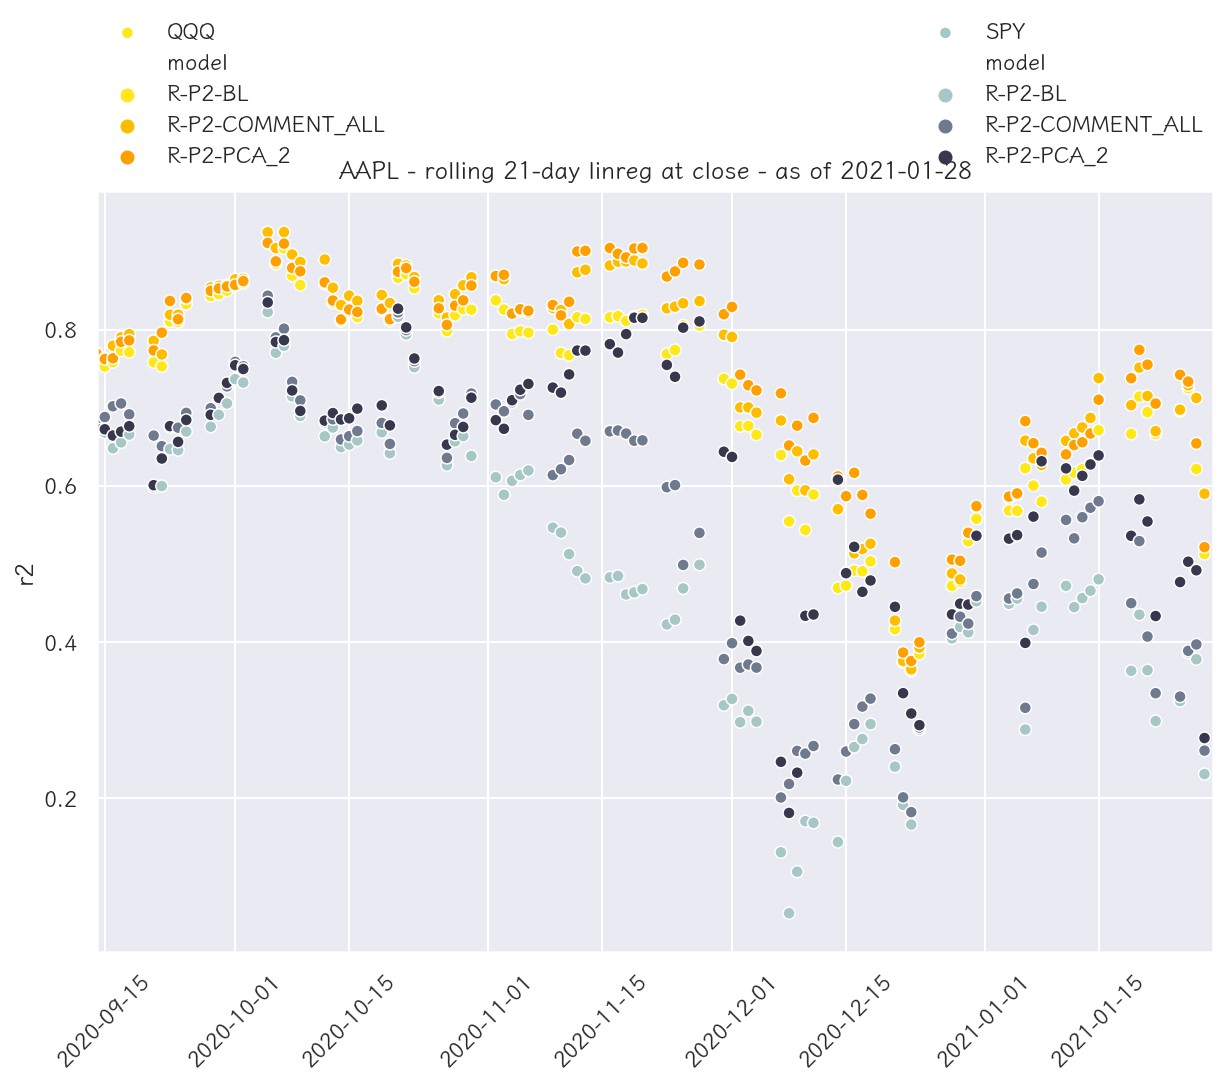 QQQ
model
R-P2-BL
R-P2-COMMENT_ALL
R-P2-PCA_2
SPY
model
R-P2-BL
R-P2-COMMENT_ALL
R-P2-PCA_2
AAPL - rolling 21-day linreg at close - as of 2021-01-28
r2
0.8
0.6
0.4
0.2
2020-09-15
2020-10-01
2020-10-15
2020-11-01
2020-11-15
2020-12-01
2020-12-15
2021-01-01
2021-01-15